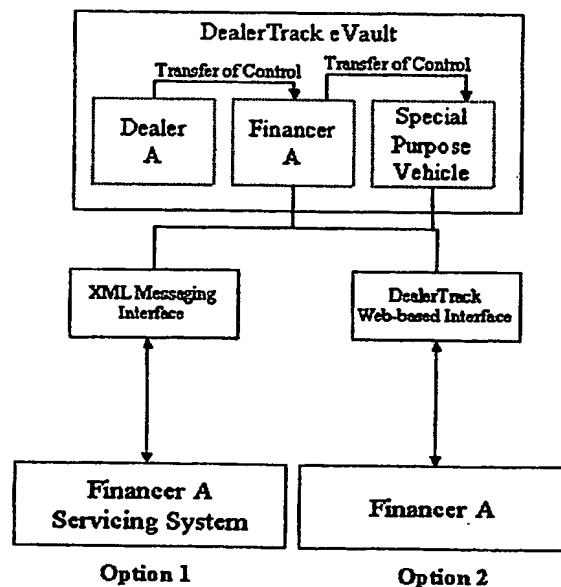 DealerTrack eVault
Transfer of Control
Transfer of Control
Dealer
A
Financer
A
Special
Purpose
Vehicle
XML Messaging
Interface
DealerTrack
Web-based Interface
Financer A
Servicing System
Financer A
Option 1
Option 2